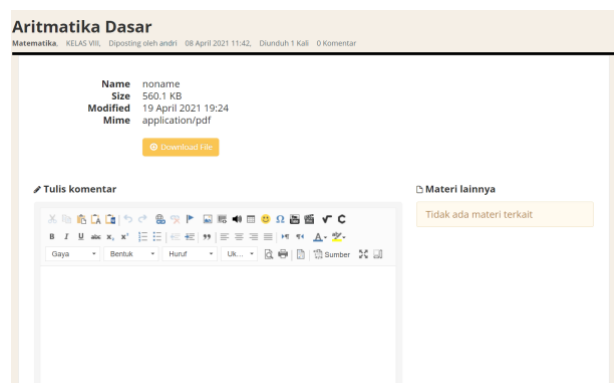 Aritmatika Dasar
Matematika, KELAS VIII, Diposting oleh andri 08 April 2021 11:42, Diunduh 1 Kali 0 Komentar
Name noname
Size 560.1 KB
Modified 19 April 2021 19:24
Mime application/pdf
Download File
Tulis komentar
Materi lainnya
Tidak ada materi terkait
Gaya Bentuk Huruf Uk... Sumber